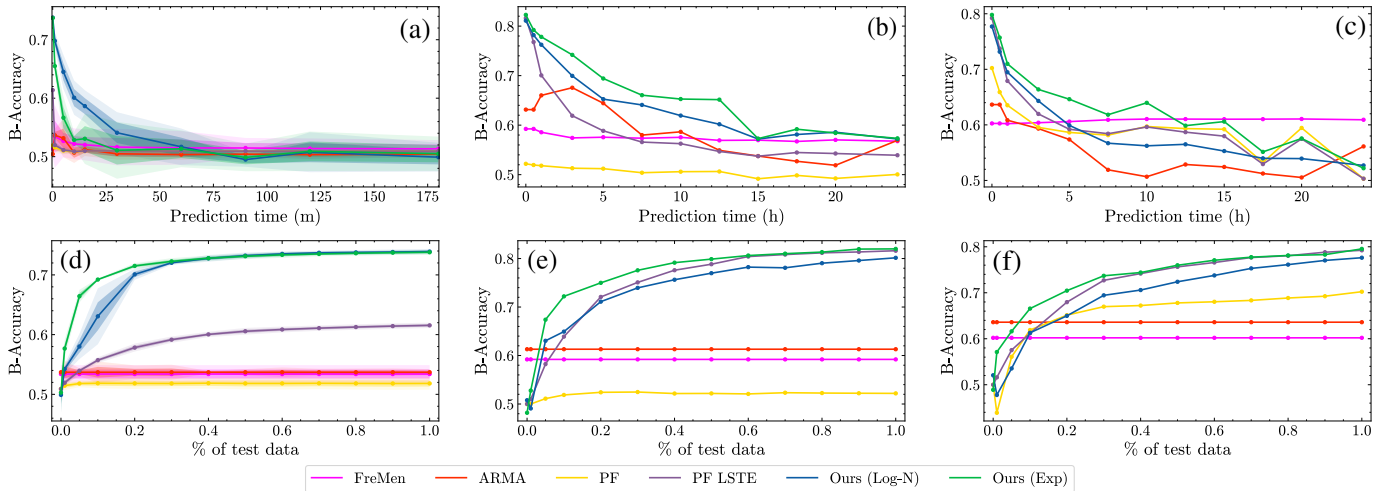 (a)
B-Accuracy
0.7
0.6
0.5
0 25 50 75 100 125 150 175
Prediction time (m)
(b)
B-Accuracy
0.8
0.7
0.6
0.5
0 5 10 15 20
Prediction time (h)
(c)
B-Accuracy
0.8
0.7
0.6
0.5
0 5 10 15 20
Prediction time (h)
(d)
B-Accuracy
0.7
0.6
0.5
0.0 0.2 0.4 0.6 0.8 1.0
% of test data
(e)
B-Accuracy
0.8
0.7
0.6
0.5
0.0 0.2 0.4 0.6 0.8 1.0
% of test data
(f)
B-Accuracy
0.8
0.7
0.6
0.5
0.0 0.2 0.4 0.6 0.8 1.0
% of test data
FreMen ARMA PF PF LSTE Ours (Log-N) Ours (Exp)